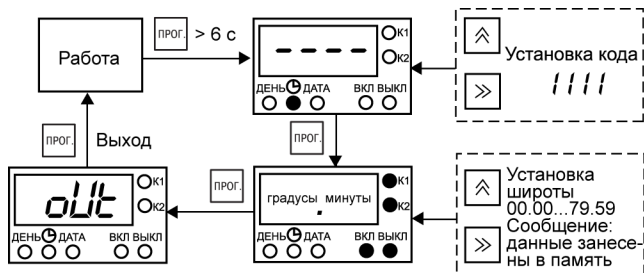 Работа
ПРОГ. > 6 с
– – – –
К1
К2
ДЕНЬ ДАТА ВКЛ ВЫКЛ
Установка кода
1111
ПРОГ.
ПРОГ. Выход
oUt
К1
К2
ДЕНЬ ДАТА ВКЛ ВЫКЛ
ПРОГ.
градусы минуты
.
К1
К2
ДЕНЬ ДАТА ВКЛ ВЫКЛ
Установка
широты
00.00...79.59
Сообщение:
данные занесе-
ны в память